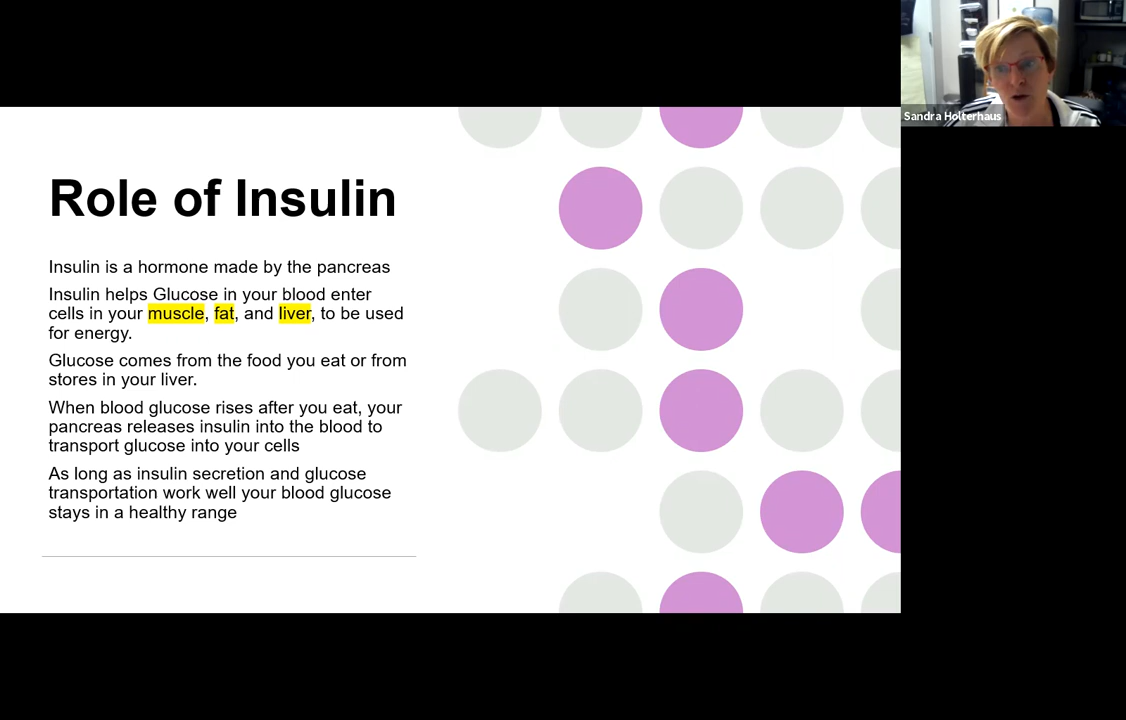 Sandra Holterhaus
Role of Insulin
Insulin is a hormone made by the pancreas
Insulin helps Glucose in your blood enter
cells in your muscle, fat, and liver, to be used
for energy.
Glucose comes from the food you eat or from
stores in your liver.
When blood glucose rises after you eat, your
pancreas releases insulin into the blood to
transport glucose into your cells
As long as insulin secretion and glucose
transportation work well your blood glucose
stays in a healthy range